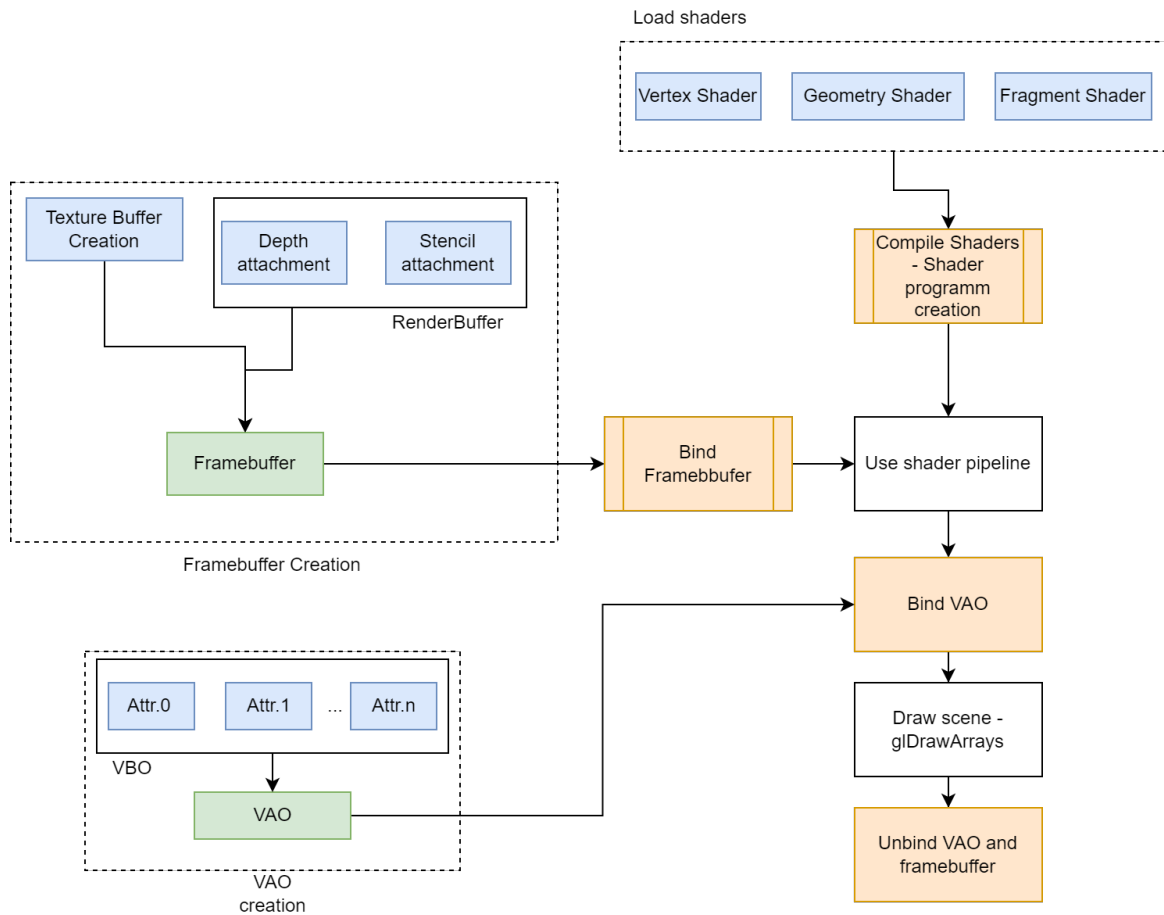 Load shaders
Vertex Shader
Geometry Shader
Fragment Shader
Texture Buffer
Creation
Depth
attachment
Stencil
attachment
RenderBuffer
Compile Shaders
- Shader
programm
creation
Framebuffer
Bind
Framebbufer
Use shader pipeline
Framebuffer Creation
Bind VAO
Attr.0
Attr.1
...
Attr.n
VBO
VAO
VAO
creation
Draw scene -
glDrawArrays
Unbind VAO and
framebuffer